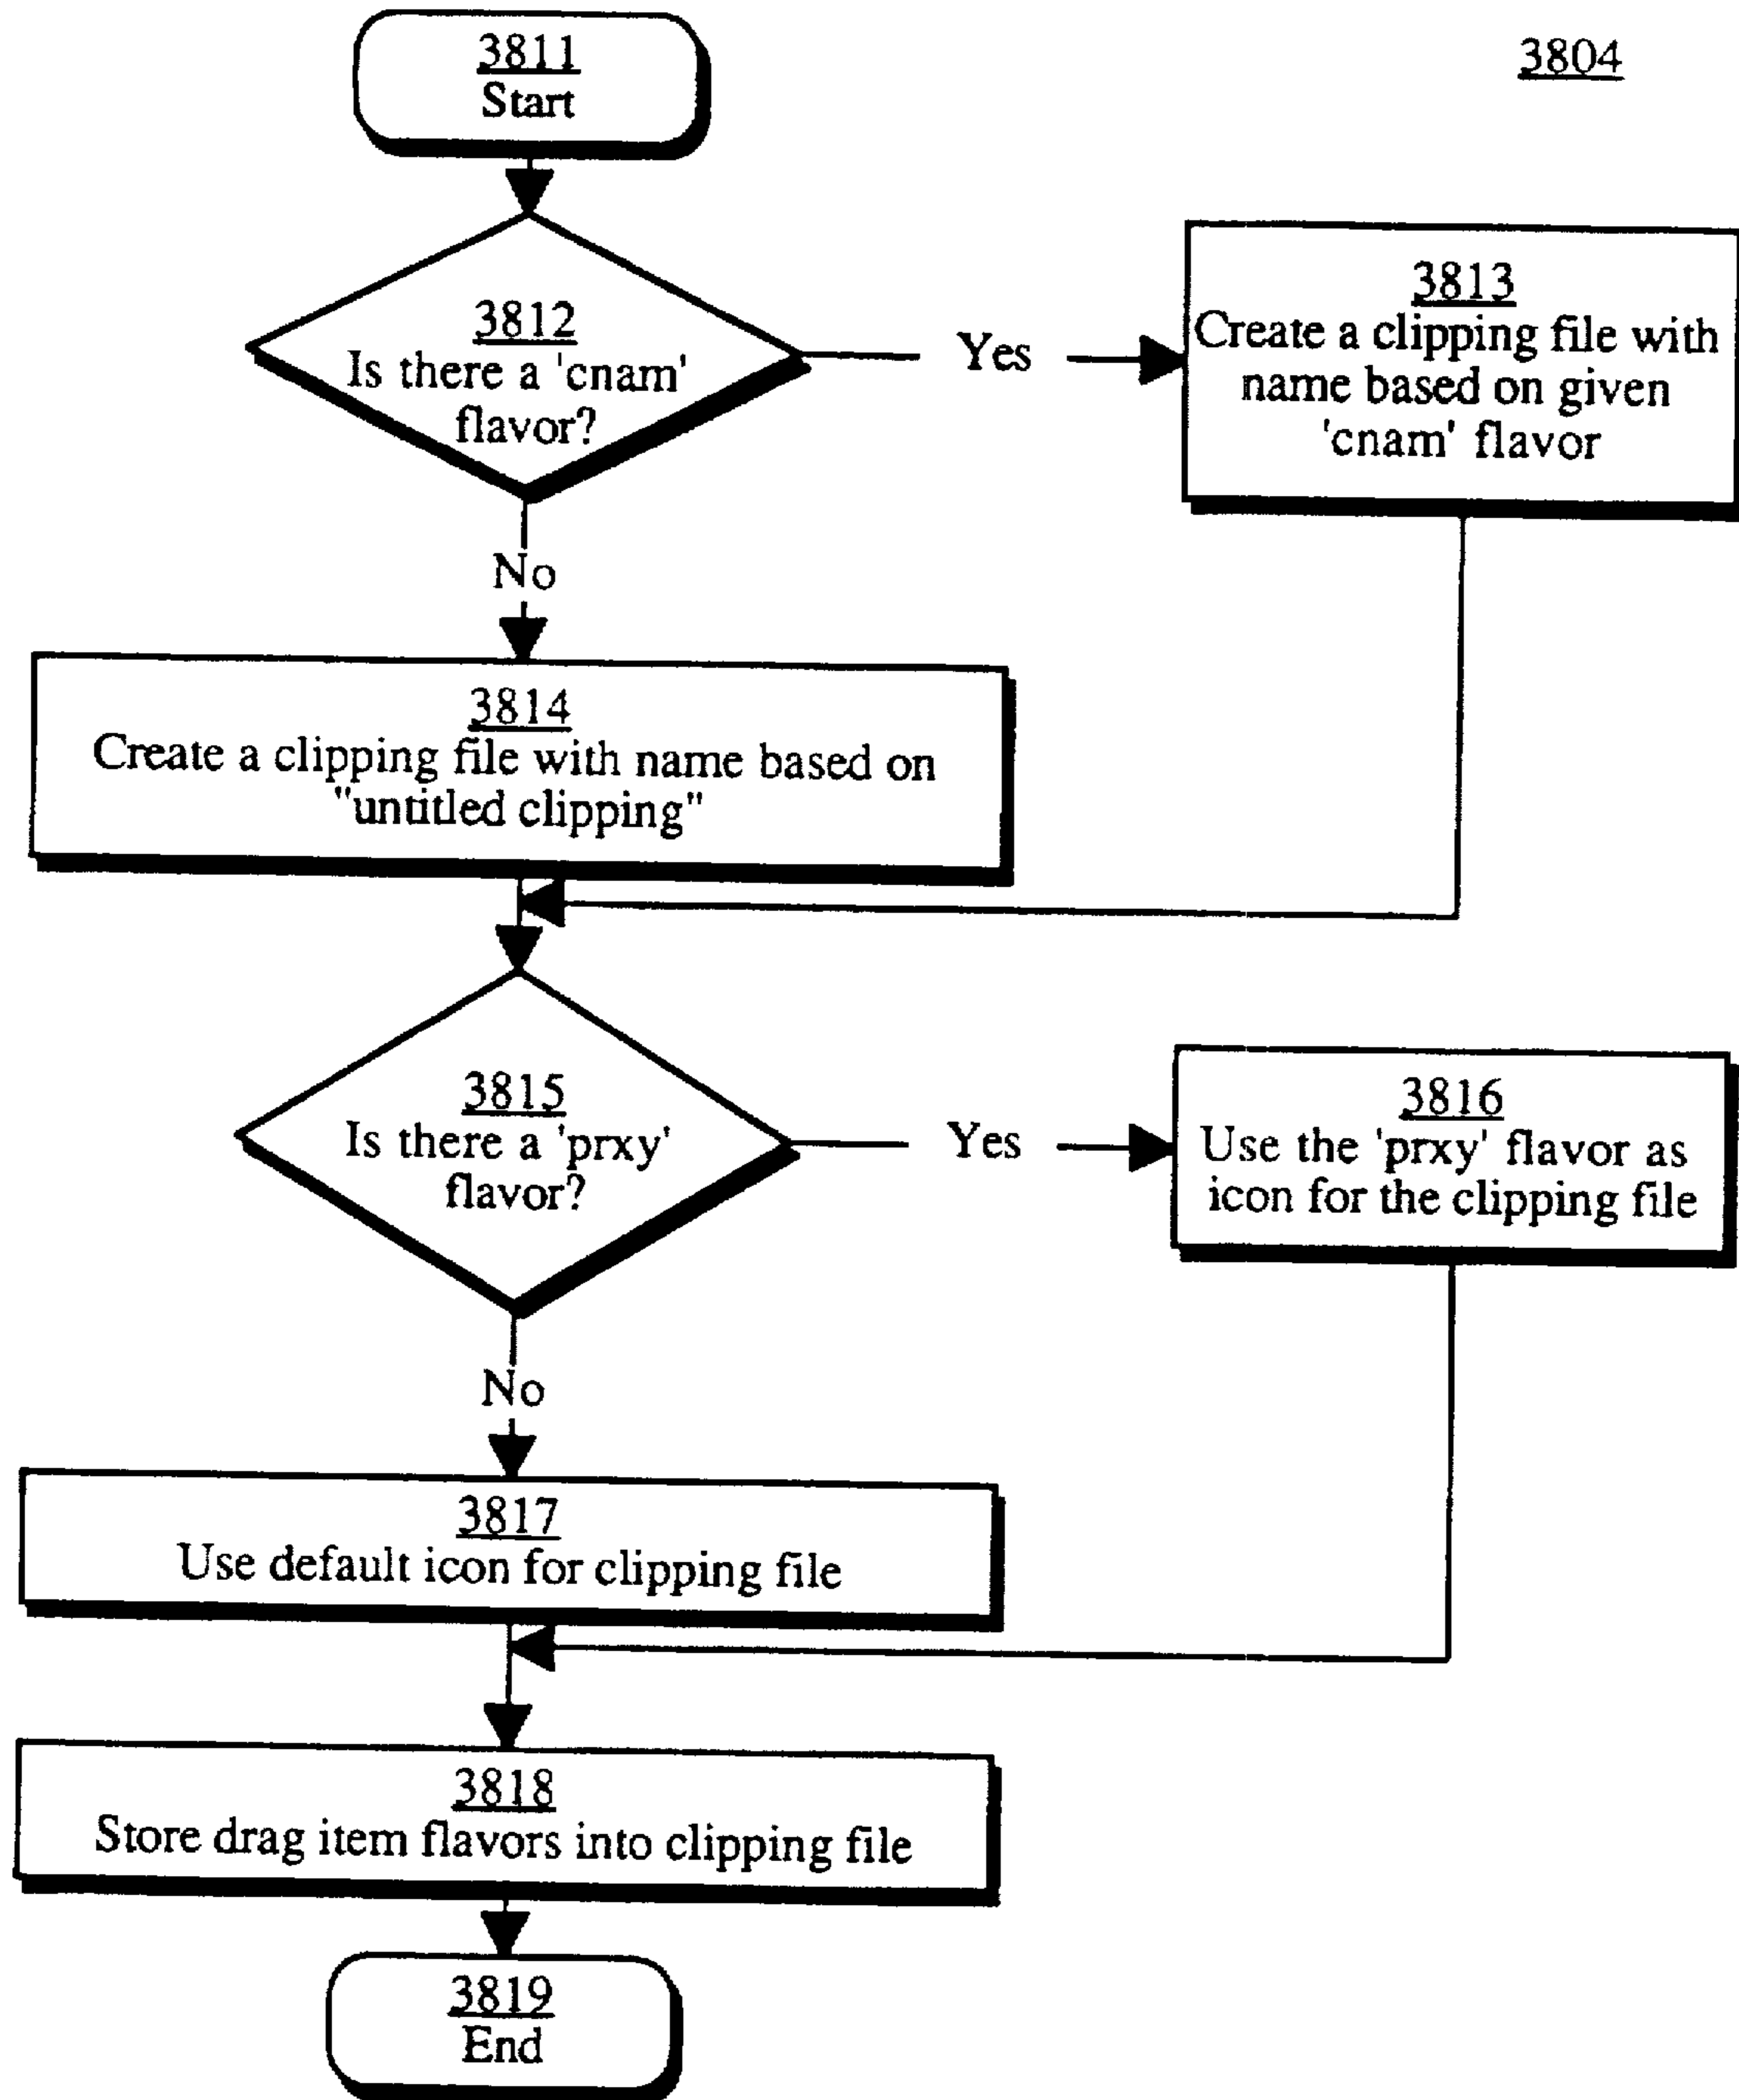 3811
Start
3804
3812
Is there a 'cnam'
flavor?
Yes
3813
Create a clipping file with
name based on given
'cnam' flavor
No
3814
Create a clipping file with name based on
"untitled clipping"
3815
Is there a 'prxy'
flavor?
Yes
3816
Use the 'prxy' flavor as
icon for the clipping file
No
3817
Use default icon for clipping file
3818
Store drag item flavors into clipping file
3819
End